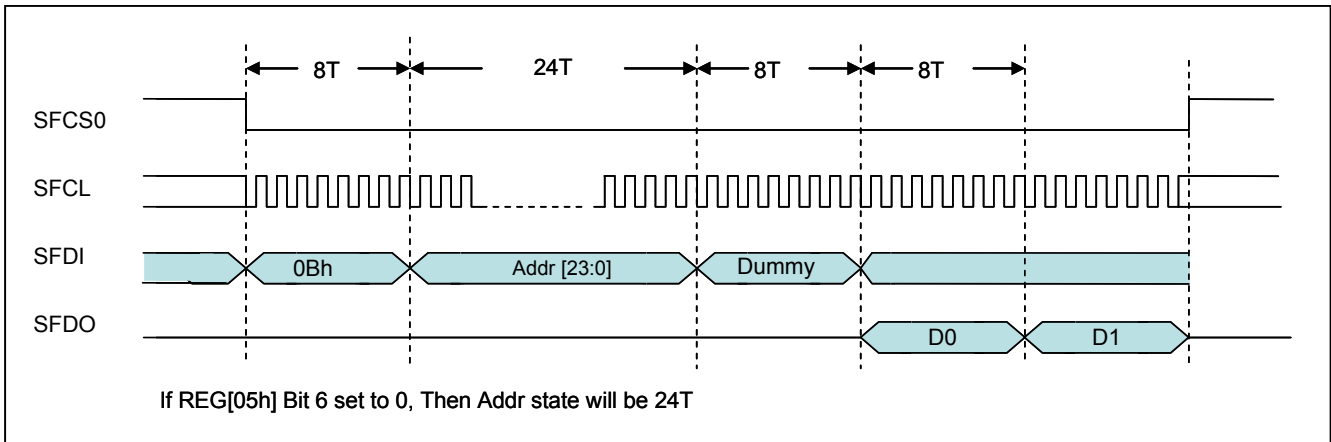 8T 24T 8T 8T
SFCS0
SFCL
SFDI
0Bh Addr [23:0] Dummy
SFDO
D0 D1
If REG[05h] Bit 6 set to 0, Then Addr state will be 24T